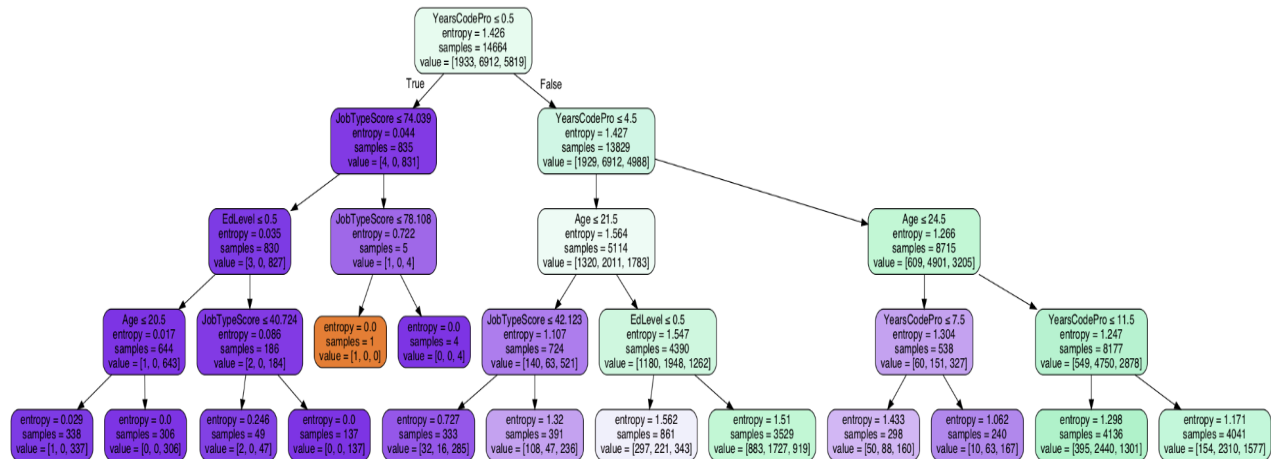 YearsCodePro ≤ 0.5
entropy = 1.426
samples = 14664
value = [1933, 6912, 5819]
True
False
JobTypeScore ≤ 74.039
entropy = 0.044
samples = 835
value = [4, 0, 831]
YearsCodePro ≤ 4.5
entropy = 1.427
samples = 13829
value = [1929, 6912, 4988]
EdLevel ≤ 0.5
entropy = 0.035
samples = 830
value = [3, 0, 827]
JobTypeScore ≤ 78.108
entropy = 0.722
samples = 5
value = [1, 0, 4]
Age ≤ 21.5
entropy = 1.564
samples = 5114
value = [1320, 2011, 1783]
Age ≤ 24.5
entropy = 1.266
samples = 8715
value = [609, 4901, 3205]
Age ≤ 20.5
entropy = 0.017
samples = 644
value = [1, 0, 643]
JobTypeScore ≤ 40.724
entropy = 0.086
samples = 186
value = [2, 0, 184]
entropy = 0.0
samples = 1
value = [1, 0, 0]
entropy = 0.0
samples = 4
value = [0, 0, 4]
JobTypeScore ≤ 42.123
entropy = 1.107
samples = 724
value = [140, 63, 521]
EdLevel ≤ 0.5
entropy = 1.547
samples = 4390
value = [1180, 1948, 1262]
YearsCodePro ≤ 7.5
entropy = 1.304
samples = 538
value = [60, 151, 327]
YearsCodePro ≤ 11.5
entropy = 1.247
samples = 8177
value = [549, 4750, 2878]
entropy = 0.029
samples = 338
value = [1, 0, 337]
entropy = 0.0
samples = 306
value = [0, 0, 306]
entropy = 0.246
samples = 49
value = [2, 0, 47]
entropy = 0.0
samples = 137
value = [0, 0, 137]
entropy = 0.727
samples = 333
value = [32, 16, 285]
entropy = 1.32
samples = 391
value = [108, 47, 236]
entropy = 1.562
samples = 861
value = [297, 221, 343]
entropy = 1.51
samples = 3529
value = [883, 1727, 919]
entropy = 1.433
samples = 298
value = [50, 88, 160]
entropy = 1.062
samples = 240
value = [10, 63, 167]
entropy = 1.298
samples = 4136
value = [395, 2440, 1301]
entropy = 1.171
samples = 4041
value = [154, 2310, 1577]